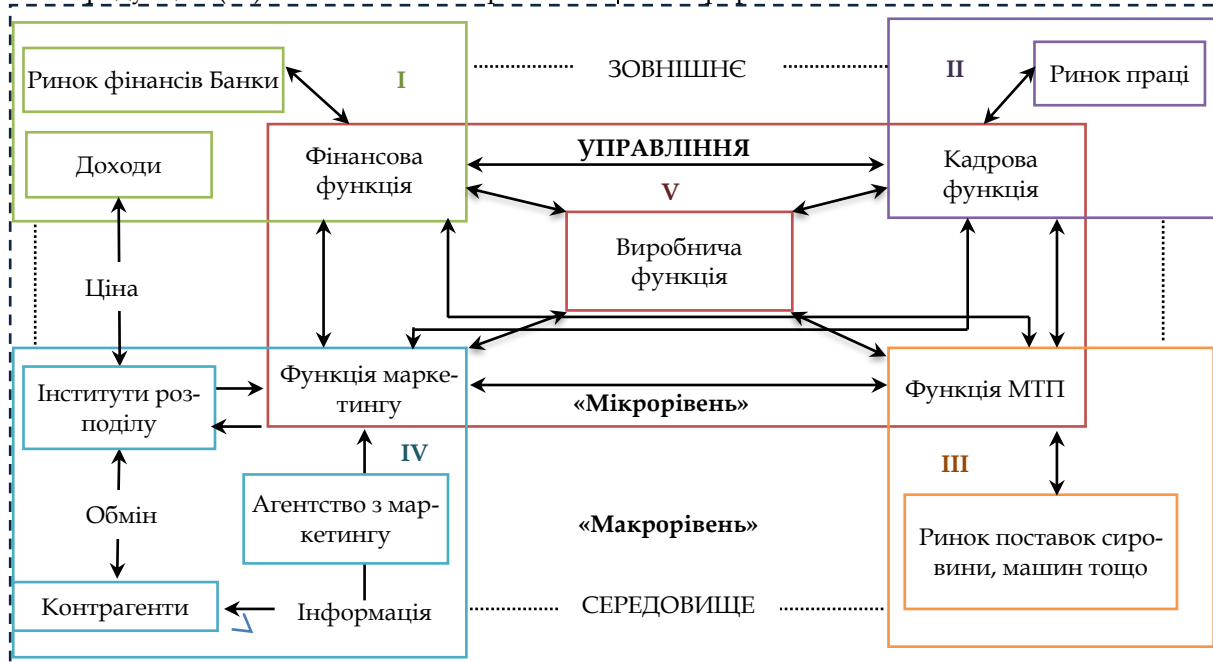 ЗОВНІШНЄ
I
II
Ринок фінансів Банки
Ринок праці
Доходи
Фінансова
функція
УПРАВЛІННЯ
V
Кадрова
функція
Виробнича
функція
Ціна
Інститути роз-
поділу
Функція марке-
тингу
«Мікрорівень»
Функція МТП
IV
III
Обмін
Агентство з мар-
кетингу
«Макрорівень»
Ринок поставок сиро-
вини, машин тощо
Контрагенти
Інформація
СЕРЕДОВИЩЕ